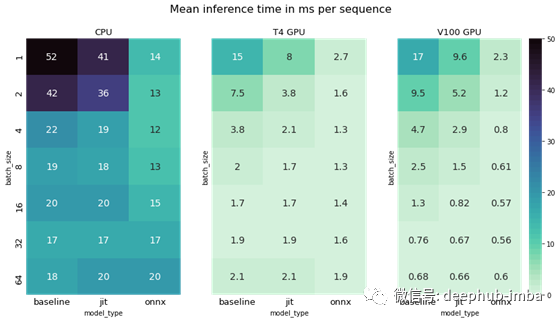 Mean inference time in ms per sequence
CPU
T4 GPU
V100 GPU
batch_size
1 52 41 14
2 42 36 13
4 22 19 12
8 19 18 13
16 20 20 15
32 17 17 17
64 18 20 20
baseline jit onnx
model_type
batch_size
15 8 2.7
7.5 3.8 1.6
3.8 2.1 1.3
2 1.7 1.3
1.7 1.7 1.4
1.9 1.9 1.6
2.1 2.1 1.9
baseline jit onnx
model_type
batch_size
17 9.6 2.3
9.5 5.2 1.2
4.7 2.9 0.8
2.5 1.5 0.61
1.3 0.82 0.57
0.76 0.67 0.56
0.68 0.66 0.6
baseline jit onnx
model_type
50
40
30
20
10
0
微信号: deephub-imba